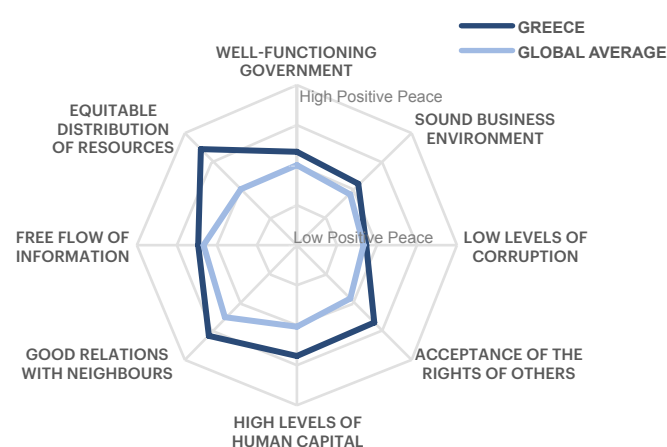 GREECE
GLOBAL AVERAGE
WELL-FUNCTIONING
GOVERNMENT
High Positive Peace
SOUND BUSINESS
ENVIRONMENT
EQUITABLE
DISTRIBUTION
OF RESOURCES
Low Positive Peace
LOW LEVELS OF
CORRUPTION
FREE FLOW OF
INFORMATION
ACCEPTANCE OF THE
RIGHTS OF OTHERS
GOOD RELATIONS
WITH NEIGHBOURS
HIGH LEVELS OF
HUMAN CAPITAL